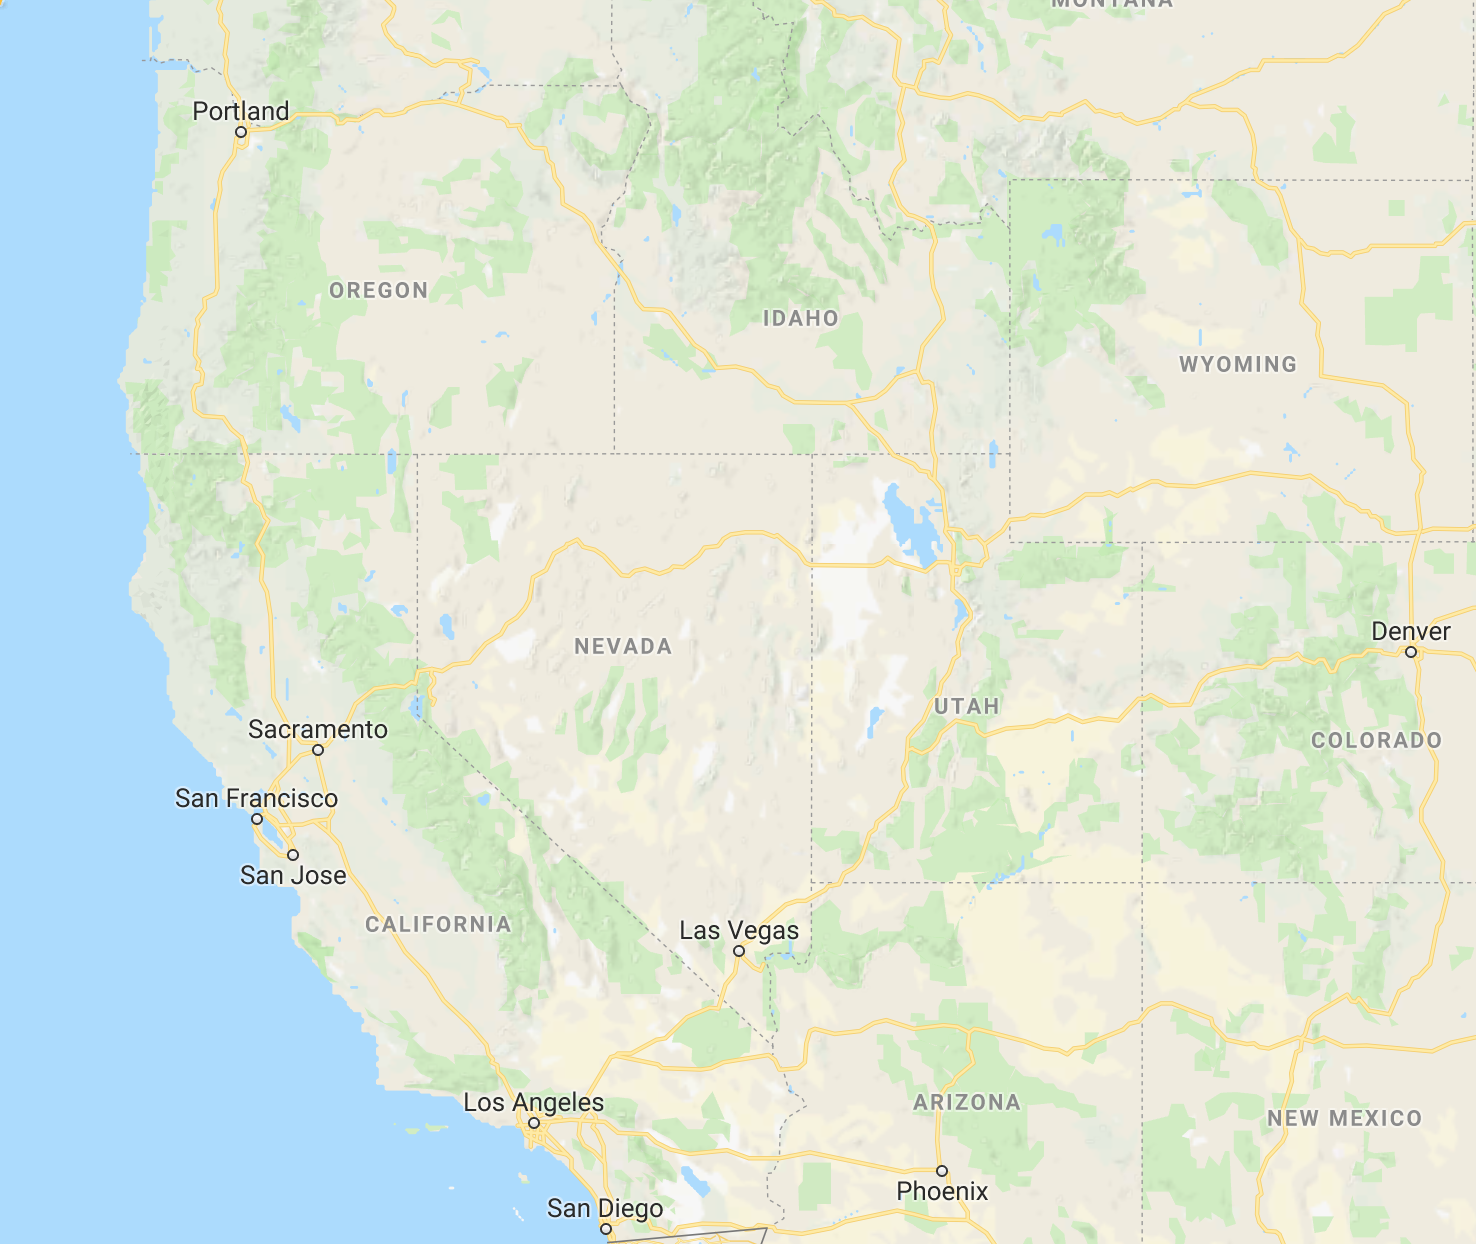 MONTANA
Portland
OREGON
IDAHO
WYOMING
Denver
NEVADA
UTAH
Sacramento
COLORADO
San Francisco
San Jose
CALIFORNIA
Las Vegas
Los Angeles
ARIZONA
NEW MEXICO
Phoenix
San Diego